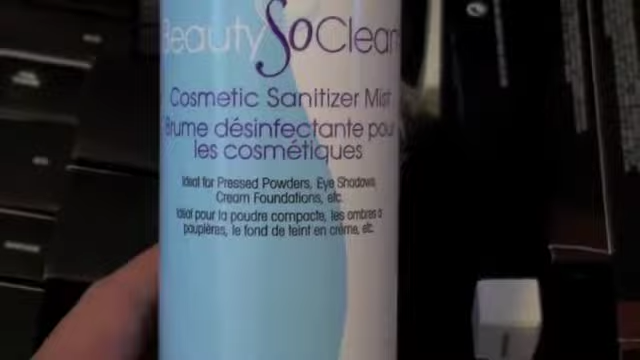 BeautySoClean
Cosmetic Sanitizer Mist
Brume désinfectante pour
les cosmétiques
Ideal for Pressed Powders, Eye Shadows,
Cream Foundations, etc.
Idéal pour la poudre compacte, les ombres à
paupières, le fond de teint en crème, etc.